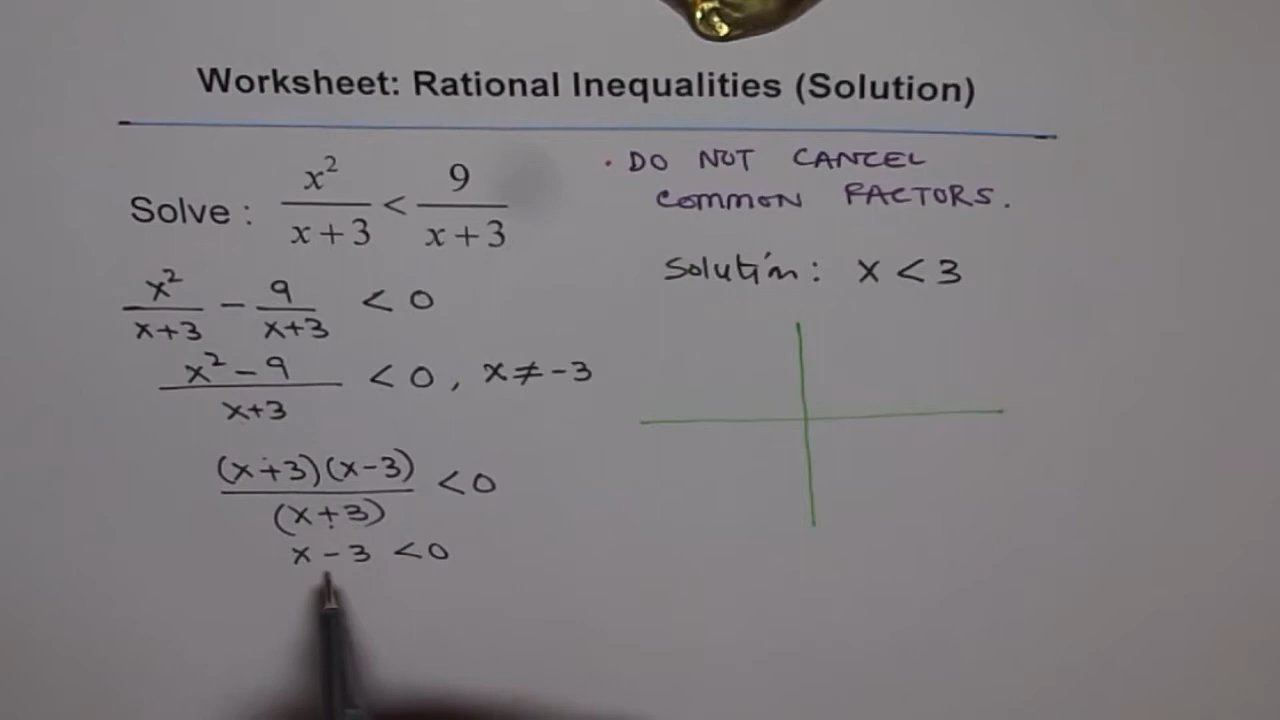 Worksheet: Rational Inequalities (Solution)
Solve : x²/(x + 3) < 9/(x + 3)
x²/(x+3) − 9/(x+3) < 0
(x² − 9)/(x+3) < 0 , x ≠ −3
(x+3)(x−3)/(x+3) < 0
x − 3 < 0
• DO NOT CANCEL
COMMON FACTORS.
Solution : x < 3